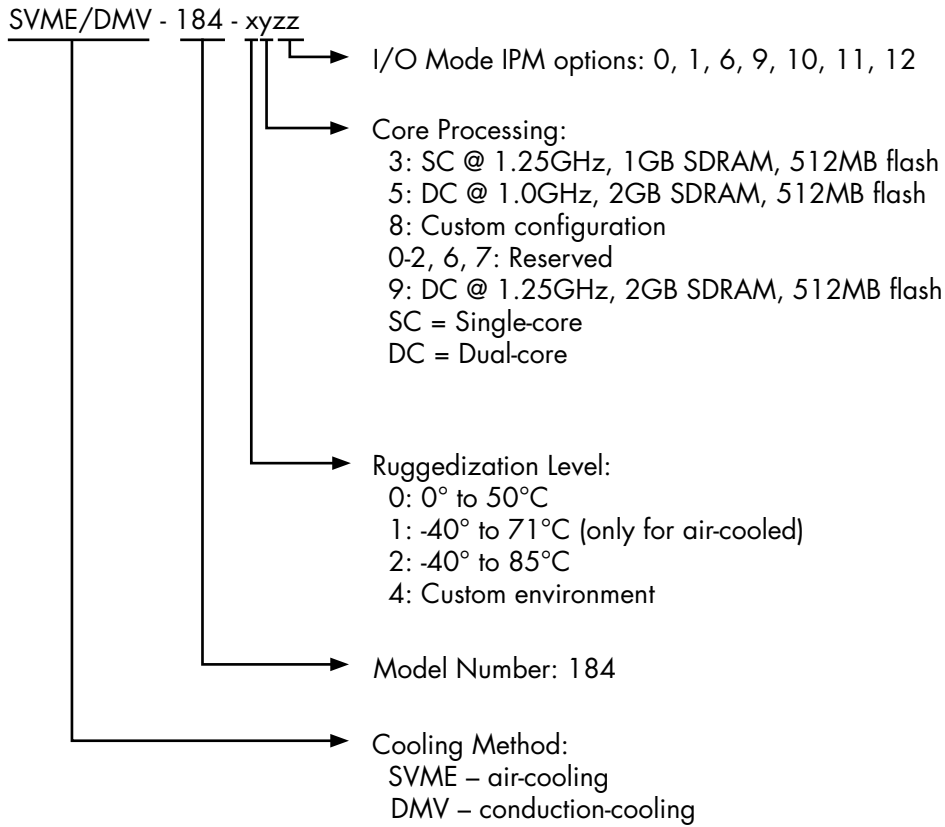 SVME/DMV - 184 - xyzz
I/O Mode IPM options: 0, 1, 6, 9, 10, 11, 12
Core Processing:
3: SC @ 1.25GHz, 1GB SDRAM, 512MB flash
5: DC @ 1.0GHz, 2GB SDRAM, 512MB flash
8: Custom configuration
0-2, 6, 7: Reserved
9: DC @ 1.25GHz, 2GB SDRAM, 512MB flash
SC = Single-core
DC = Dual-core
Ruggedization Level:
0: 0° to 50°C
1: -40° to 71°C (only for air-cooled)
2: -40° to 85°C
4: Custom environment
Model Number: 184
Cooling Method:
SVME – air-cooling
DMV – conduction-cooling